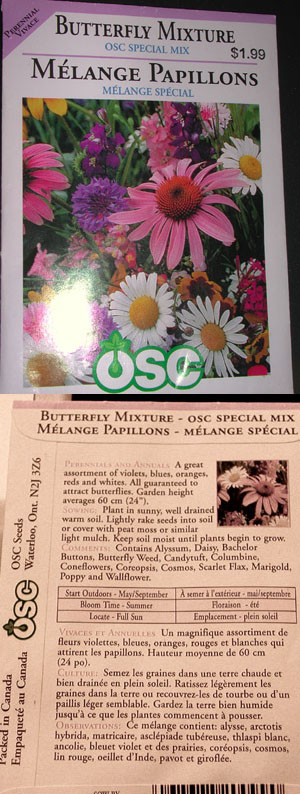 PERENNIAL
VIVACE
BUTTERFLY MIXTURE
OSC SPECIAL MIX
$1.99
MÉLANGE PAPILLONS
MÉLANGE SPÉCIAL
OSC
BUTTERFLY MIXTURE - OSC SPECIAL MIX
MÉLANGE PAPILLONS - MÉLANGE SPÉCIAL
PERENNIALS AND ANNUALS A great
assortment of violets, blues, oranges,
reds and whites. All guaranteed to
attract butterflies. Garden height
averages 60 cm (24").
SOWING: Plant in sunny, well drained
warm soil. Lightly rake seeds into soil
or cover with peat moss or similar
light mulch. Keep soil moist until plants begin to grow.
COMMENTS: Contains Alyssum, Daisy, Bachelor
Buttons, Butterfly Weed, Candytuft, Columbine,
Coneflowers, Coreopsis, Cosmos, Scarlet Flax, Marigold,
Poppy and Wallflower.
Start Outdoors - May/September
À semer à l'extérieur - mai/septembre
Bloom Time - Summer
Floraison - été
Locate - Full Sun
Emplacement - plein soleil
VIVACES ET ANNUELLES Un magnifique assortiment de
fleurs violettes, bleues, oranges, rouges et blanches qui
attirent les papillons. Hauteur moyenne de 60 cm
(24 po).
CULTURE: Semez les graines dans une terre chaude et
bien drainée en plein soleil. Ratissez légèrement les
graines dans la terre ou recouvrez-les de tourbe ou d'un
paillis léger semblable. Gardez la terre bien humide
jusqu'à ce que les plantes commencent à pousser.
OBSERVATIONS: Ce mélange contient: alysse, arctotis
hybrida, matricaire, asclépiade tubéreuse, thlaspi blanc,
ancolie, bleuet violet et des prairies, coréopsis, cosmos,
lin rouge, oeillet d'Inde, pavot et giroflée.
OSC Seeds
Waterloo, Ont. N2J 3Z6
OSC
Packed in Canada
Empaqueté au Canada